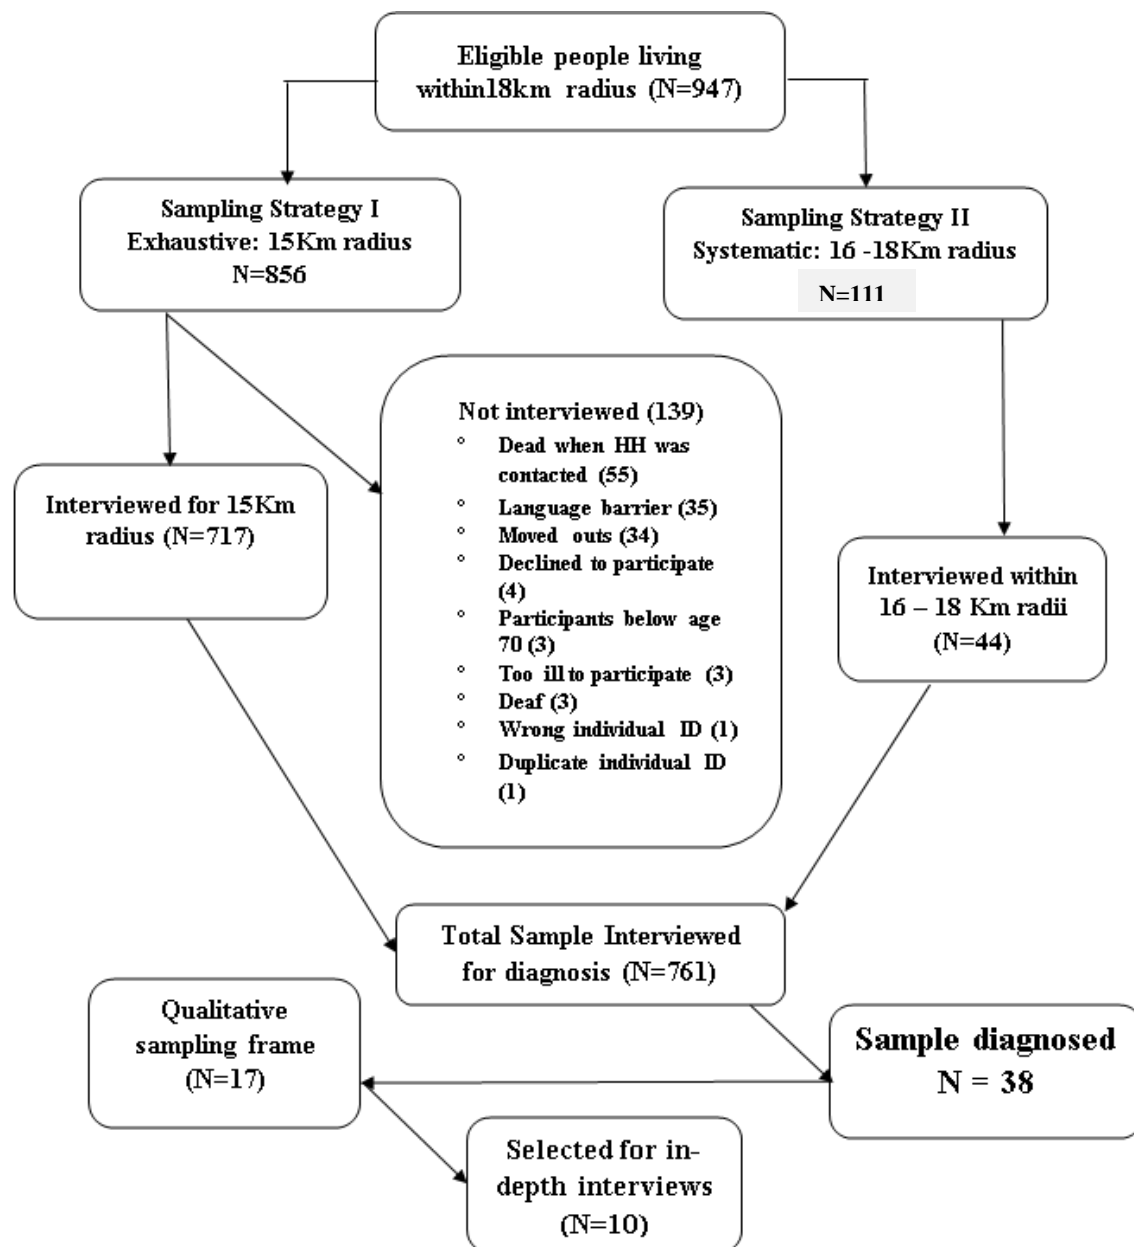 Eligible people living
within18km radius (N=947)
Sampling Strategy I
Exhaustive: 15Km radius
N=856
Sampling Strategy II
Systematic: 16 -18Km radius
N=111
Not interviewed (139)
° Dead when HH was
contacted (55)
° Language barrier (35)
° Moved outs (34)
° Declined to participate
(4)
° Participants below age
70 (3)
° Too ill to participate (3)
° Deaf (3)
° Wrong individual ID (1)
° Duplicate individual ID
(1)
Interviewed for 15Km
radius (N=717)
Interviewed within
16 – 18 Km radii
(N=44)
Total Sample Interviewed
for diagnosis (N=761)
Qualitative
sampling frame
(N=17)
Sample diagnosed
N = 38
Selected for in-
depth interviews
(N=10)